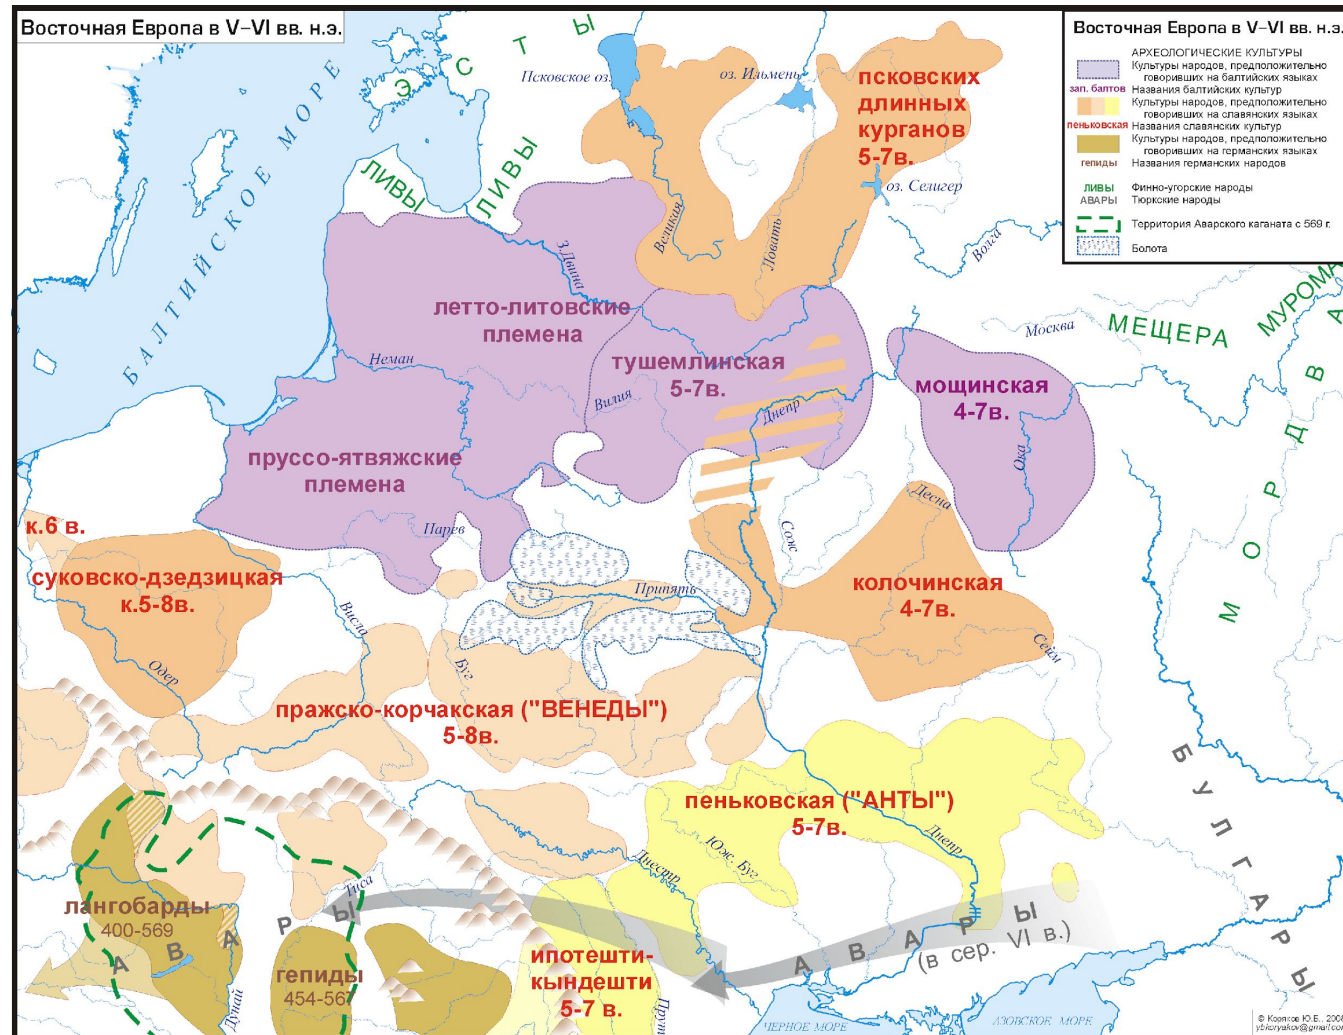 Восточная Европа в V–VI вв. н.э.
Восточная Европа в V–VI вв. н.э.
АРХЕОЛОГИЧЕСКИЕ КУЛЬТУРЫ
Культуры народов, предположительно
говоривших на балтийских языках
зап. балтов Названия балтийских культур
Культуры народов, предположительно
говоривших на славянских языках
пеньковская Названия славянских культур
Культуры народов, предположительно
говоривших на германских языках
гепиды Названия германских народов
ЛИВЫ Финно-угорские народы
АВАРЫ Тюркские народы
Территория Аварского каганата с 569 г.
Болота
ЭСТЫ
Псковское оз.
оз. Ильмень
псковских
длинных
курганов
5-7в.
БАЛТИЙСКОЕ МОРЕ
ЛИВЫ
ЛИВЫ
оз. Селигер
Великая
Ловать
Волга
З.Двина
МУРОМА
МЕЩЕРА
МОРДВА
Москва
летто-литовские
племена
Неман
тушемлинская
5-7в.
Вилия
Днепр
мощинская
4-7в.
Ока
пруссо-ятвяжские
племена
Десна
к.6 в.
Парев
Сож
суковско-дзедзицкая
к.5-8в.
Припять
колочинская
4-7в.
Висла
Сейм
Одер
Буг
пражско-корчакская ("ВЕНЕДЫ")
5-8в.
БУЛГАРЫ
пеньковская ("АНТЫ")
5-7в.
Днепр
Юж. Буг
Днестр
Тиса
лангобарды
400-569
АВАРЫ
АВАРЫ
(в сер. VI в.)
гепиды
454-567
ипотешти-
кындешти
5-7 в.
Дунай
ЧЕРНОЕ МОРЕ
АЗОВСКОЕ МОРЕ
© Коряков Ю.Б.,